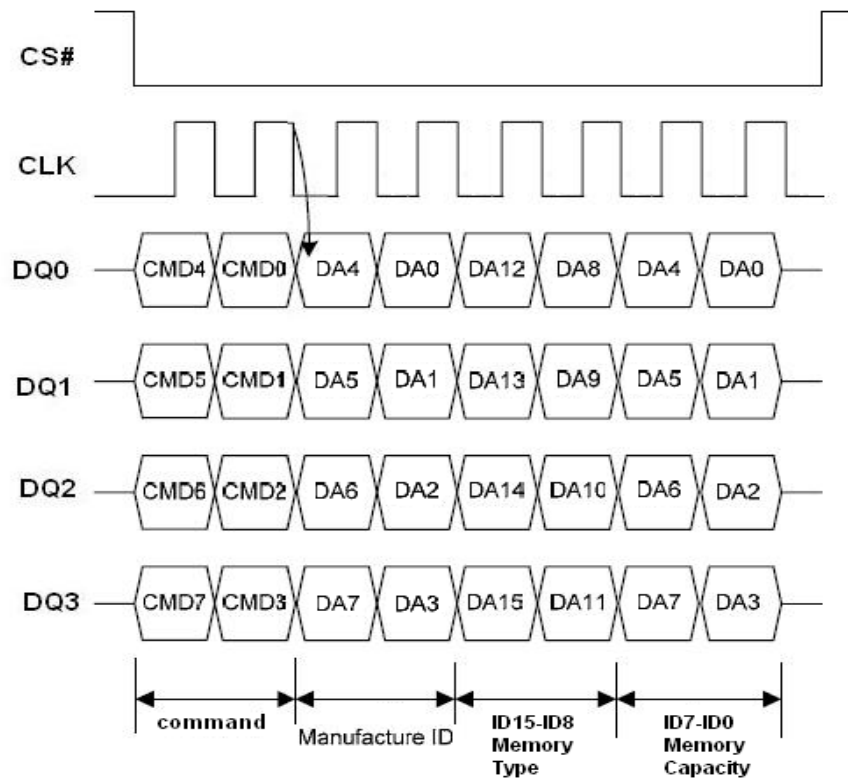 CS#
CLK
DQ0 CMD4 CMD0 DA4 DA0 DA12 DA8 DA4 DA0
DQ1 CMD5 CMD1 DA5 DA1 DA13 DA9 DA5 DA1
DQ2 CMD6 CMD2 DA6 DA2 DA14 DA10 DA6 DA2
DQ3 CMD7 CMD3 DA7 DA3 DA15 DA11 DA7 DA3
command
Manufacture ID
ID15-ID8
Memory
Type
ID7-ID0
Memory
Capacity